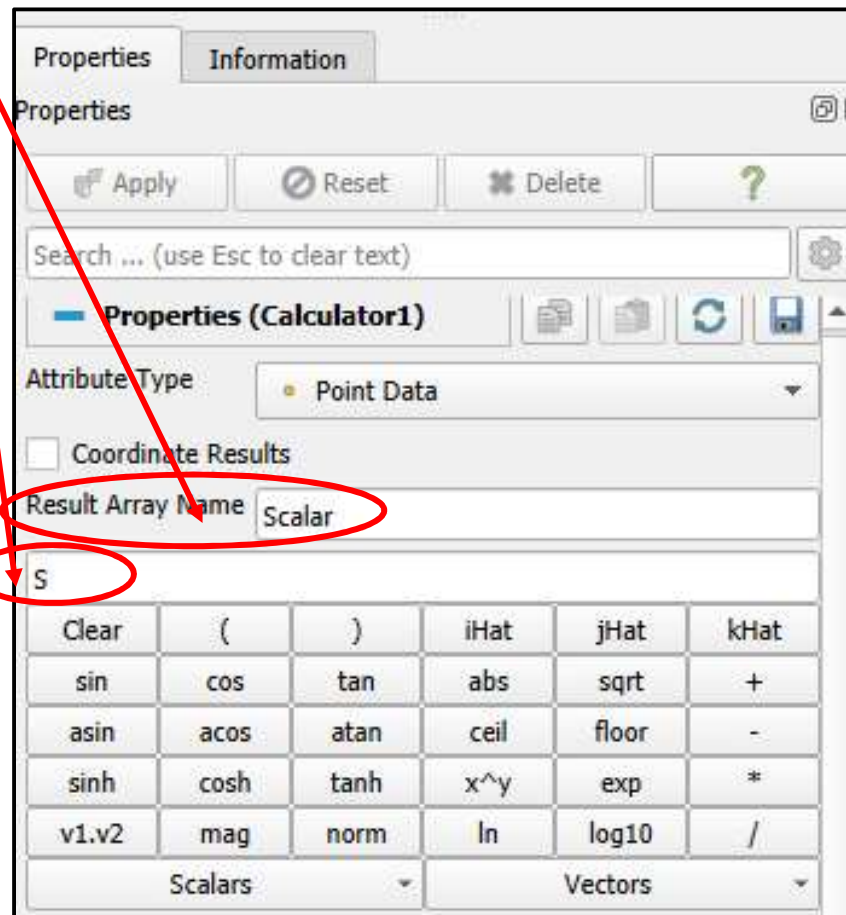 Properties Information
Properties
Apply Reset Delete ?
Search ... (use Esc to clear text)
Properties (Calculator1)
Attribute Type Point Data
Coordinate Results
Result Array Name Scalar
S
Clear ( ) iHat jHat kHat
sin cos tan abs sqrt +
asin acos atan ceil floor -
sinh cosh tanh x^y exp *
v1.v2 mag norm ln log10 /
Scalars Vectors